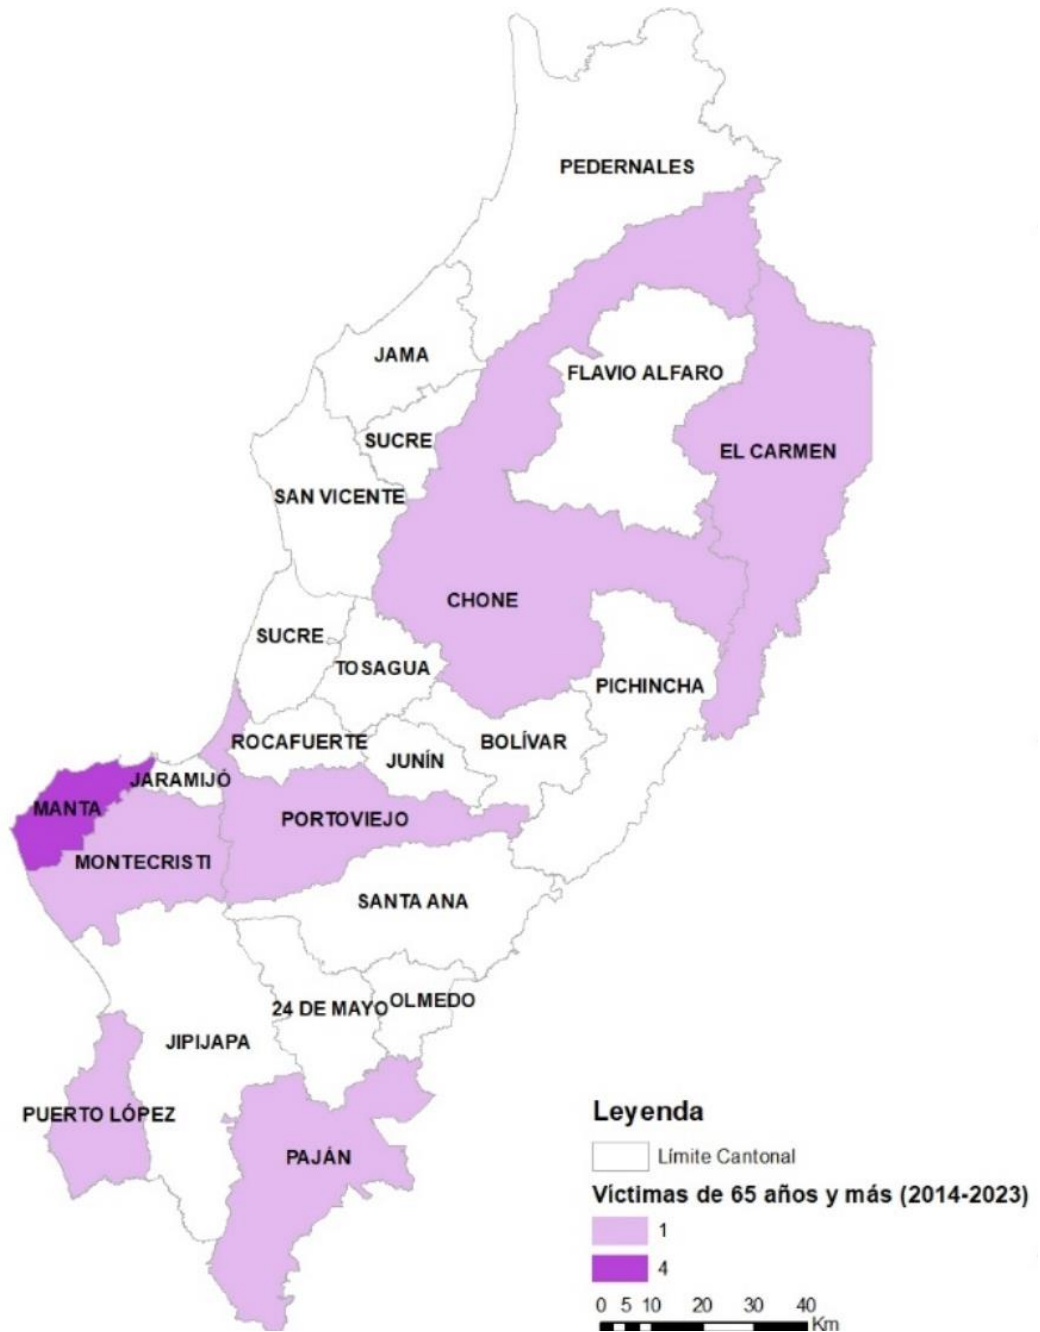 PEDERNALES
JAMA
FLAVIO ALFARO
SUCRE
EL CARMEN
SAN VICENTE
CHONE
SUCRE
TOSAGUA
PICHINCHA
ROCAFUERTE
BOLÍVAR
JUNÍN
JARAMIJÓ
MANTA
PORTOVIEJO
MONTECRISTI
SANTA ANA
24 DE MAYO
OLMEDO
JIPIJAPA
PUERTO LÓPEZ
PAJÁN
Leyenda
Límite Cantonal
Víctimas de 65 años y más (2014-2023)
1
4
0 5 10 20 30 40
Km